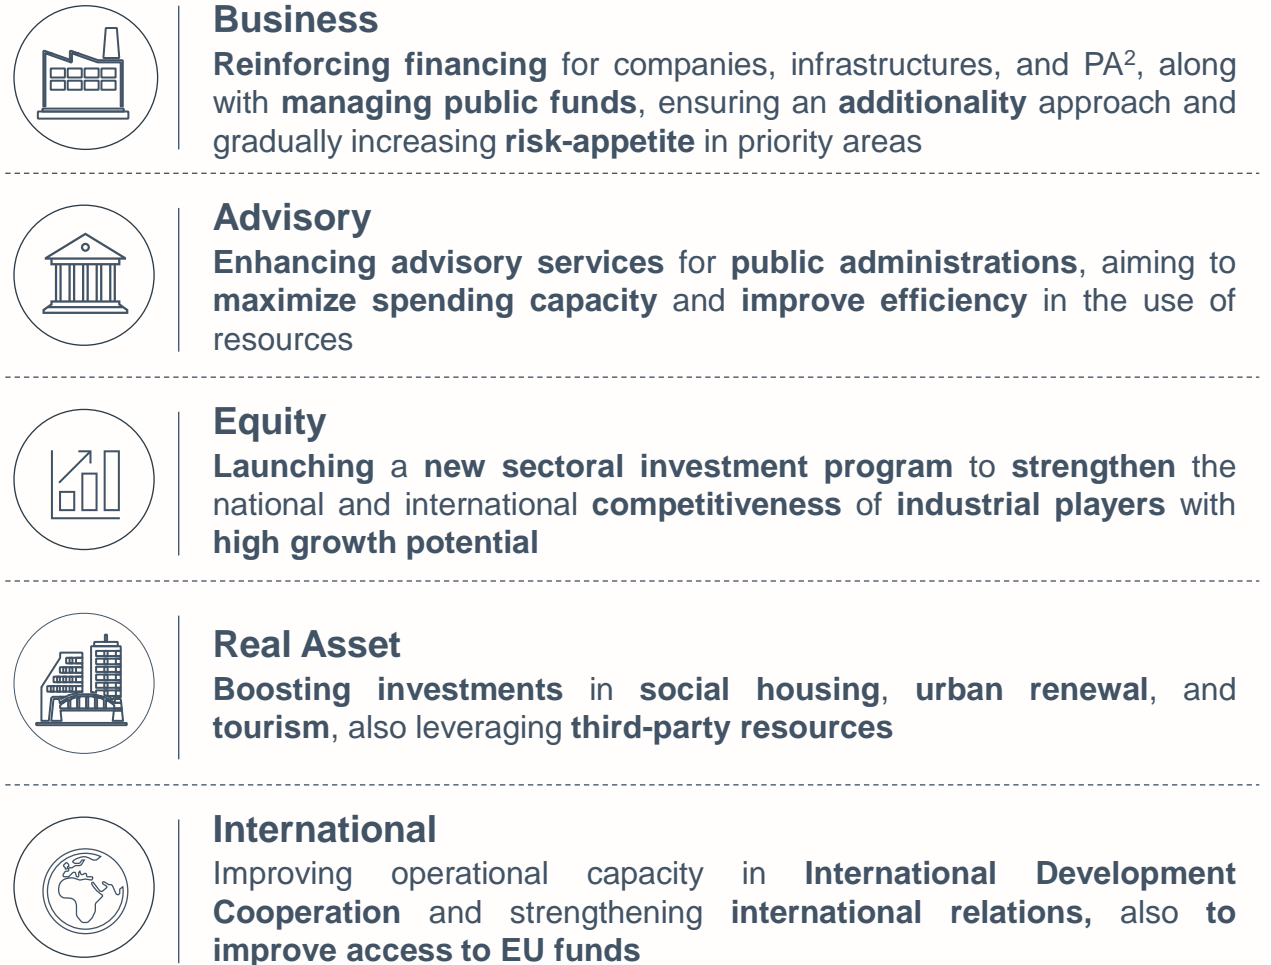 Business
Reinforcing financing for companies, infrastructures, and PA², along
with managing public funds, ensuring an additionality approach and
gradually increasing risk-appetite in priority areas
Advisory
Enhancing advisory services for public administrations, aiming to
maximize spending capacity and improve efficiency in the use of
resources
Equity
Launching a new sectoral investment program to strengthen the
national and international competitiveness of industrial players with
high growth potential
Real Asset
Boosting investments in social housing, urban renewal, and
tourism, also leveraging third-party resources
International
Improving operational capacity in International Development
Cooperation and strengthening international relations, also to
improve access to EU funds